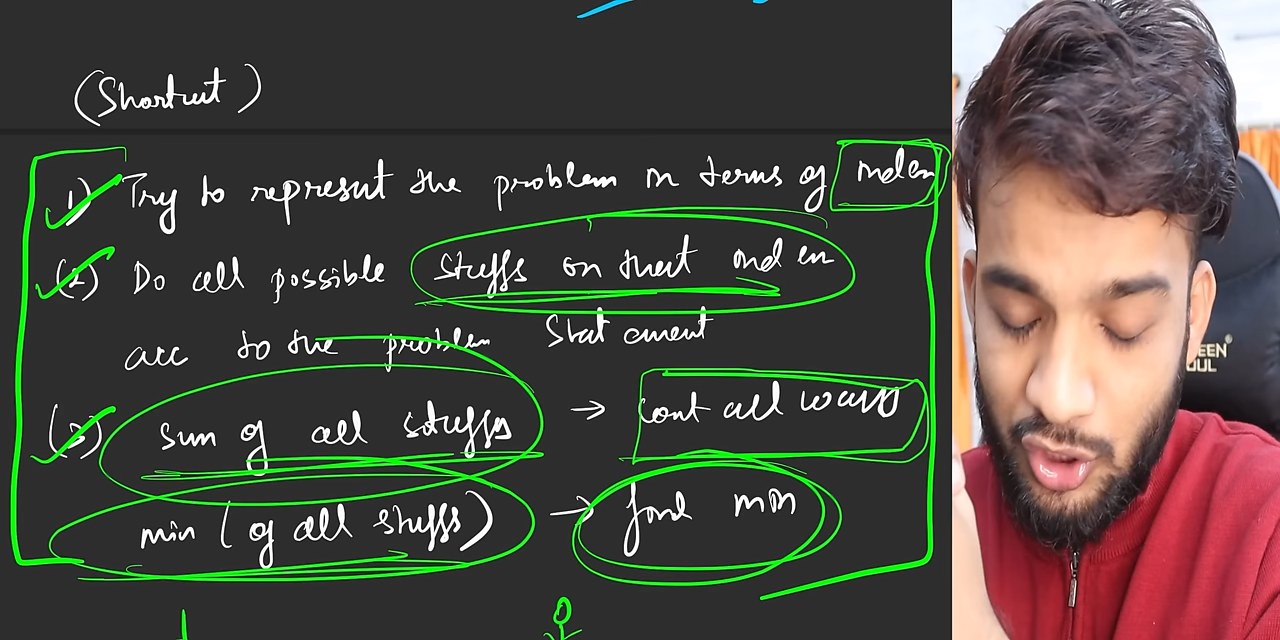 (Shortcut)
1) Try to represent the problem in terms of index
(2) Do all possible stuffs on that index
acc to the problem Statement
(3) sum of all stuffs → count all ways
min (of all stuffs) → find min